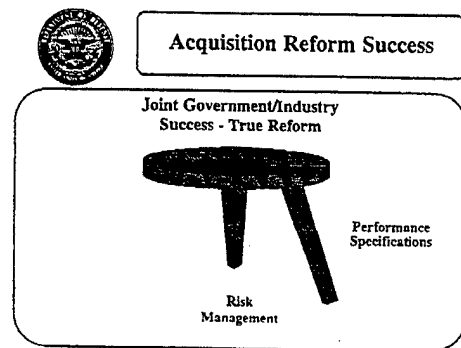 Acquisition Reform Success
Joint Government/Industry
Success - True Reform
Performance
Specifications
Risk
Management